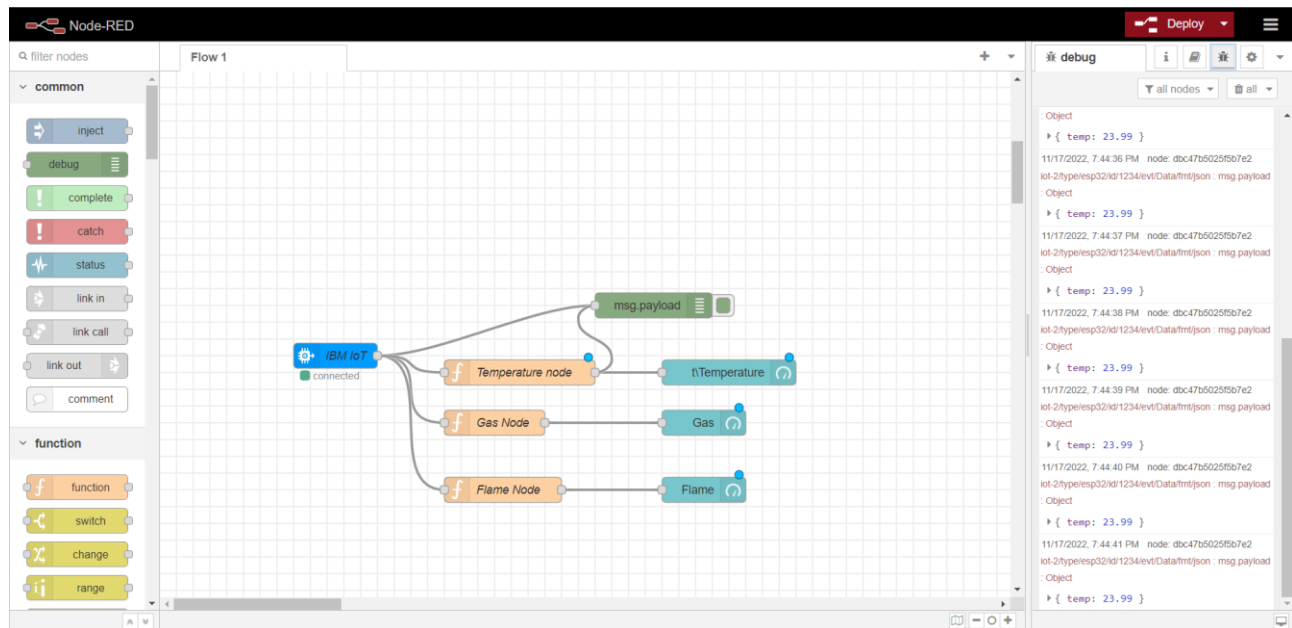 Node-RED
Deploy
filter nodes
common
inject
debug
complete
catch
status
link in
link call
link out
comment
function
function
switch
change
range
Flow 1
msg.payload
IBM IoT
connected
Temperature node
t\Temperature
Gas Node
Gas
Flame Node
Flame
debug
all nodes
all
: Object
{ temp: 23.99 }
11/17/2022, 7:44:36 PM node: dbc47b5025f5b7e2
iot-2/type/esp32/id/1234/evt/Data/fmt/json : msg.payload
: Object
{ temp: 23.99 }
11/17/2022, 7:44:37 PM node: dbc47b5025f5b7e2
iot-2/type/esp32/id/1234/evt/Data/fmt/json : msg.payload
: Object
{ temp: 23.99 }
11/17/2022, 7:44:38 PM node: dbc47b5025f5b7e2
iot-2/type/esp32/id/1234/evt/Data/fmt/json : msg.payload
: Object
{ temp: 23.99 }
11/17/2022, 7:44:39 PM node: dbc47b5025f5b7e2
iot-2/type/esp32/id/1234/evt/Data/fmt/json : msg.payload
: Object
{ temp: 23.99 }
11/17/2022, 7:44:40 PM node: dbc47b5025f5b7e2
iot-2/type/esp32/id/1234/evt/Data/fmt/json : msg.payload
: Object
{ temp: 23.99 }
11/17/2022, 7:44:41 PM node: dbc47b5025f5b7e2
iot-2/type/esp32/id/1234/evt/Data/fmt/json : msg.payload
: Object
{ temp: 23.99 }